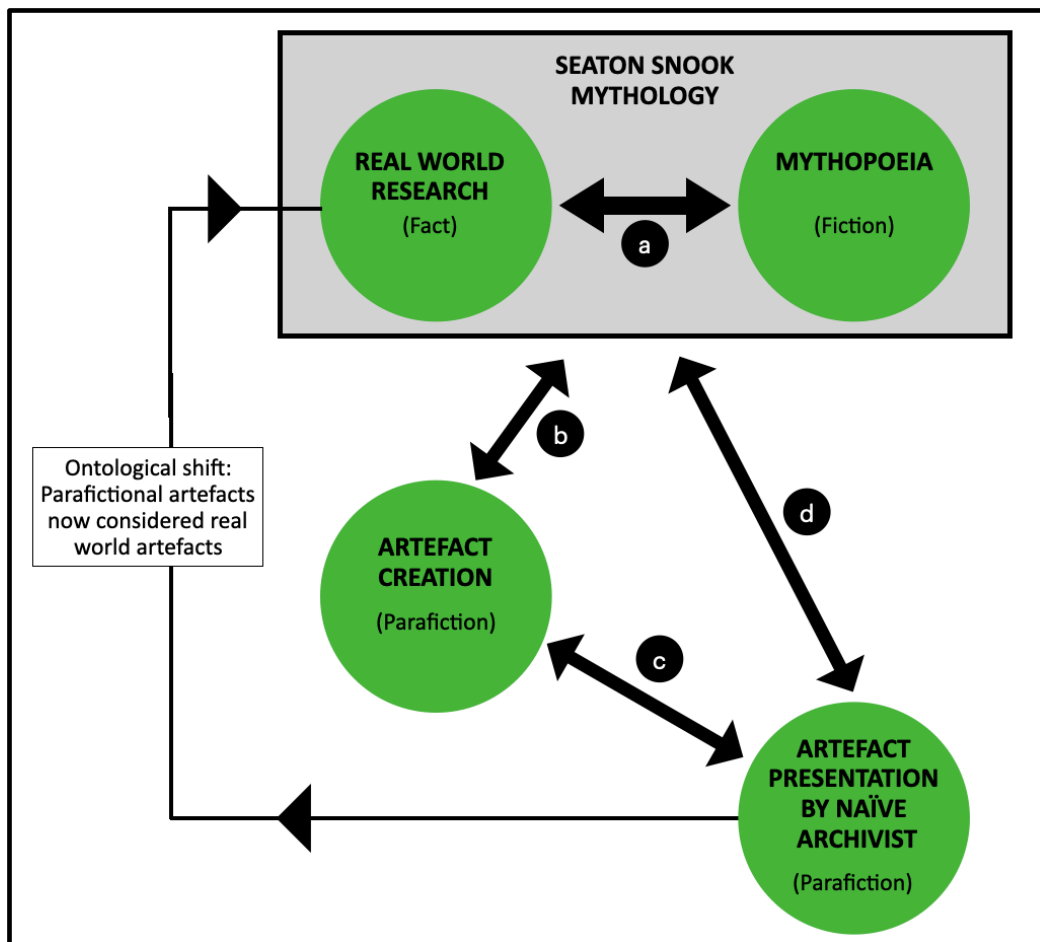 SEATON SNOOK
MYTHOLOGY
REAL WORLD
RESEARCH
(Fact)
MYTHOPOEIA
(Fiction)
a
b
Ontological shift:
Parafictional artefacts
now considered real
world artefacts
d
ARTEFACT
CREATION
(Parafiction)
c
ARTEFACT
PRESENTATION
BY NAÏVE
ARCHIVIST
(Parafiction)